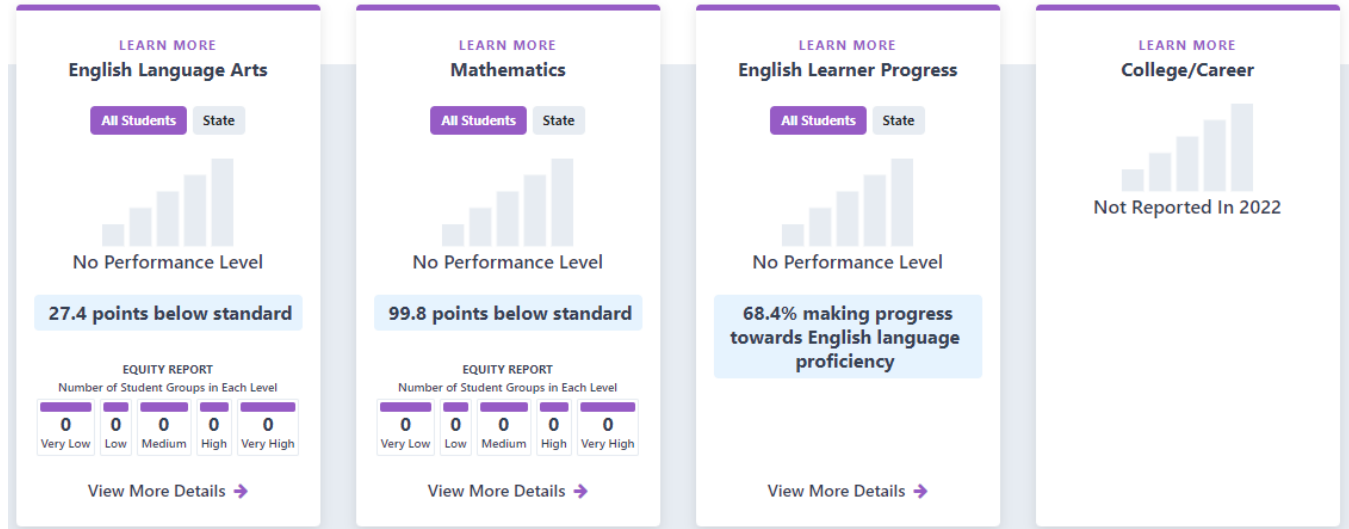 LEARN MORE
English Language Arts
All Students State
No Performance Level
27.4 points below standard
EQUITY REPORT
Number of Student Groups in Each Level
0 0 0 0 0
Very Low Low Medium High Very High
View More Details
LEARN MORE
Mathematics
All Students State
No Performance Level
99.8 points below standard
EQUITY REPORT
Number of Student Groups in Each Level
0 0 0 0 0
Very Low Low Medium High Very High
View More Details
LEARN MORE
English Learner Progress
All Students State
No Performance Level
68.4% making progress
towards English language
proficiency
View More Details
LEARN MORE
College/Career
Not Reported In 2022